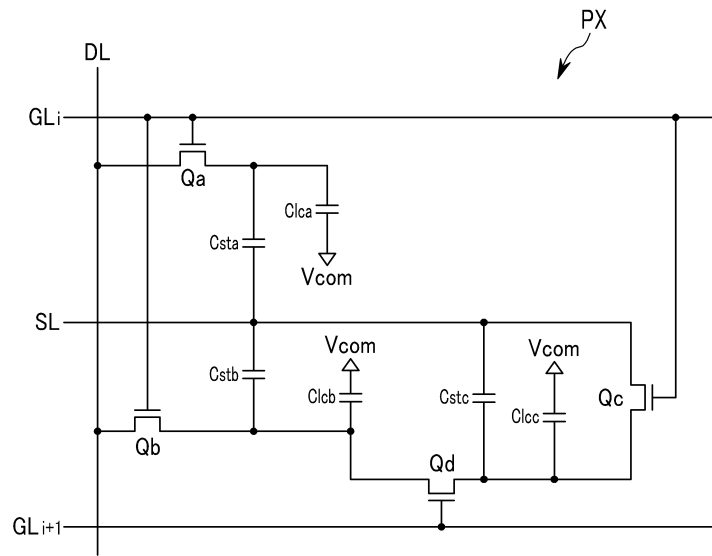 PX
DL
GLi
Qa
Clca
Csta
Vcom
SL
Vcom
Vcom
Cstb
Clcb
Cstc
Clcc
Qc
Qb
Qd
GLi+1